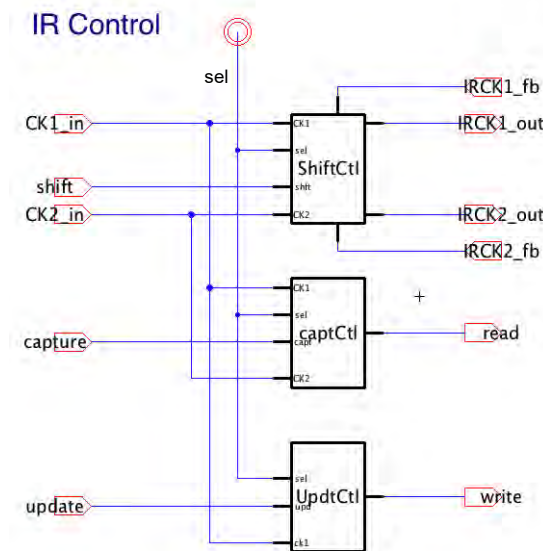 IR Control
sel
IRCK1_fb
CK1_in
CK1
IRCK1_out
sel
ShiftCtl
shift
shft
CK2_in
CK2
IRCK2_out
IRCK2_fb
CK1
sel
captCtl
capture
capt
read
CK2
sel
UpdtCtl
update
upd
write
ck1